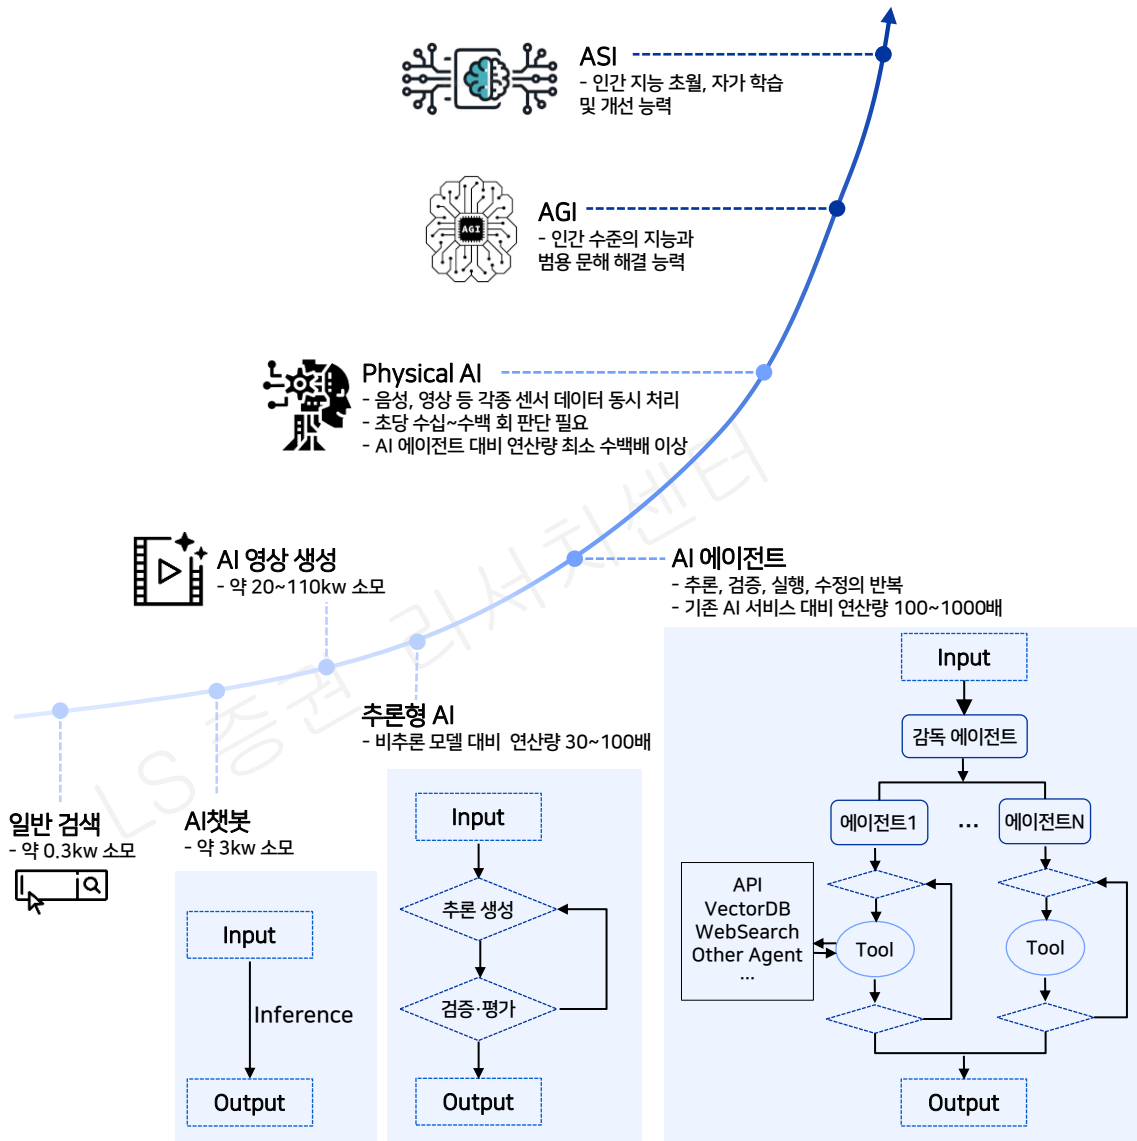 ASI
- 인간 지능 초월, 자가 학습
및 개선 능력
AGI
AGI
- 인간 수준의 지능과
범용 문해 해결 능력
Physical AI
- 음성, 영상 등 각종 센서 데이터 동시 처리
- 초당 수십~수백 회 판단 필요
- AI 에이전트 대비 연산량 최소 수백배 이상
AI 영상 생성
- 약 20~110kw 소모
AI 에이전트
- 추론, 검증, 실행, 수정의 반복
- 기존 AI 서비스 대비 연산량 100~1000배
추론형 AI
- 비추론 모델 대비 연산량 30~100배
일반 검색
- 약 0.3kw 소모
AI챗봇
- 약 3kw 소모
Input
Inference
Output
Input
추론 생성
검증·평가
Output
Input
감독 에이전트
에이전트1
...
에이전트N
API
VectorDB
WebSearch
Other Agent
...
Tool
Tool
Output
LS 증권 리서치센터